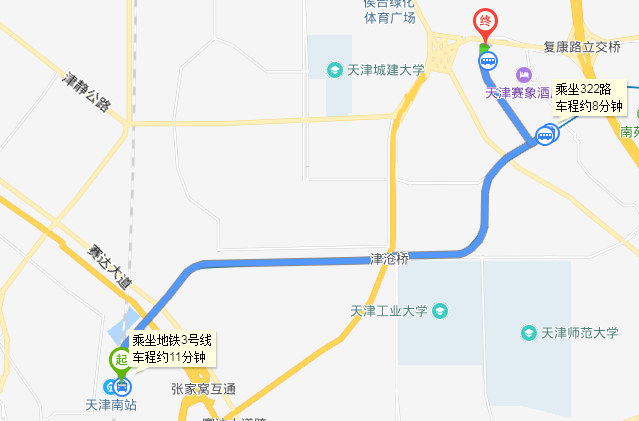 侯台绿化
体育广场
终
复康路立交桥
天津城建大学
津静公路
天津赛象酒
乘坐322路
车程约8分钟
南苑
赛达大道
津沧桥
天津工业大学
天津师范大学
乘坐地铁3号线
车程约11分钟
起
张家窝互通
天津南站